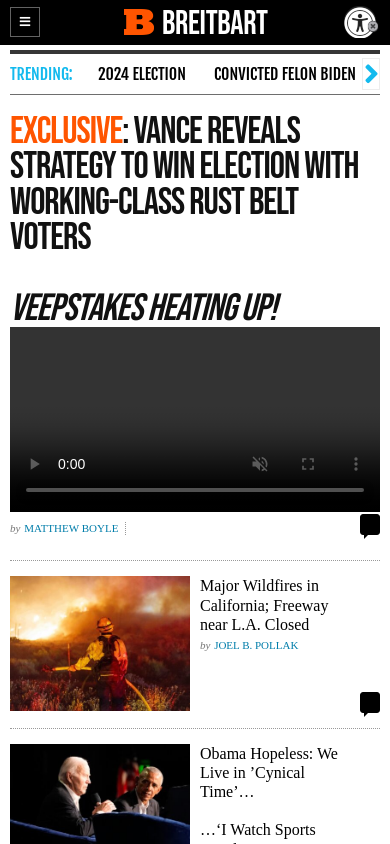 BREITBART
TRENDING: 2024 ELECTION CONVICTED FELON BIDEN
EXCLUSIVE: VANCE REVEALS
STRATEGY TO WIN ELECTION WITH
WORKING-CLASS RUST BELT
VOTERS
VEEPSTAKES HEATING UP!
0:00
by MATTHEW BOYLE
Major Wildfires in
California; Freeway
near L.A. Closed
by JOEL B. POLLAK
Obama Hopeless: We
Live in ’Cynical
Time’…
…‘I Watch Sports